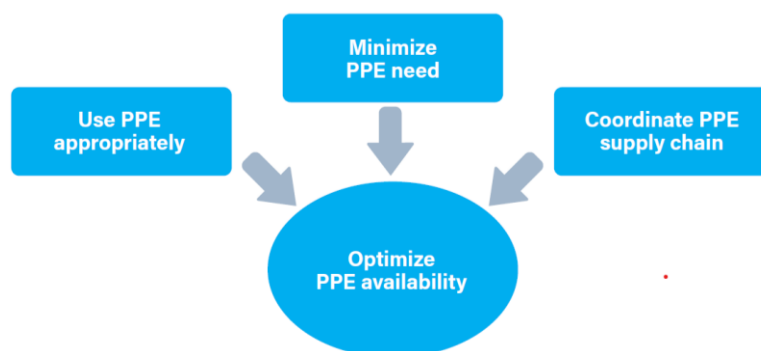 Minimize
PPE need
Use PPE
appropriately
Coordinate PPE
supply chain
Optimize
PPE availability